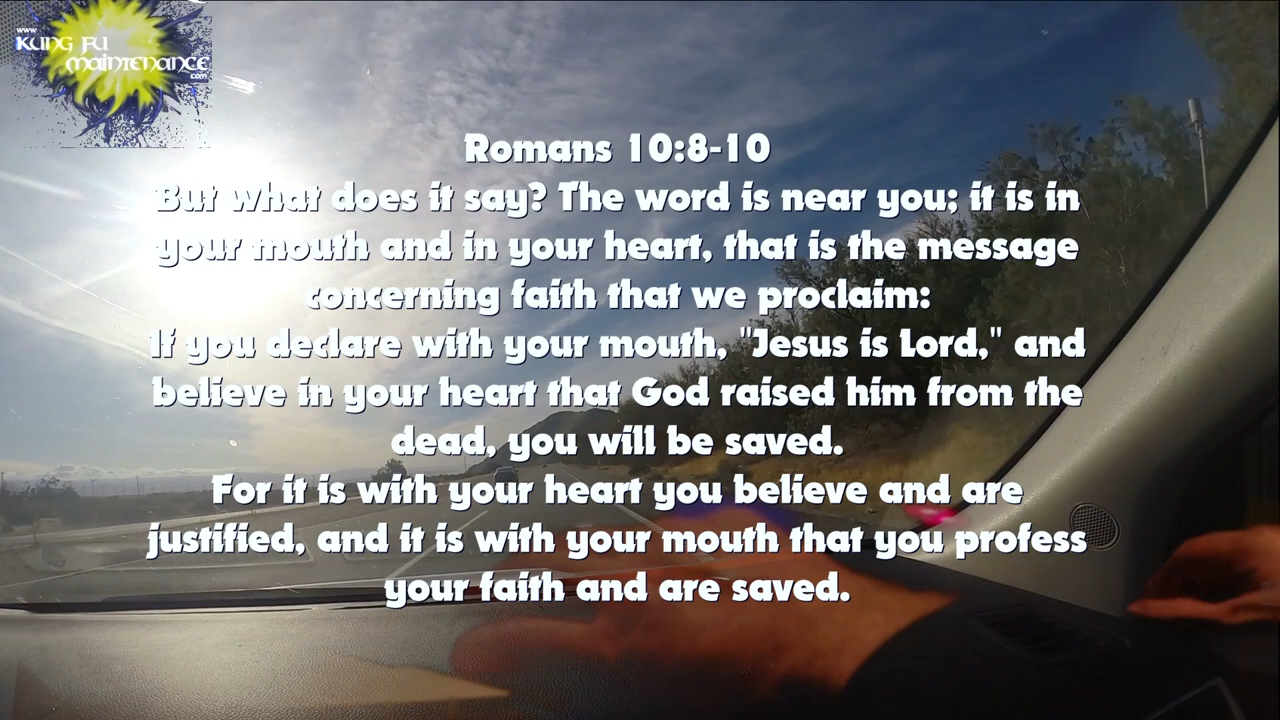 www
KUNG FU
MAINTENANCE
.com
Romans 10:8-10
But what does it say? The word is near you; it is in
your mouth and in your heart, that is the message
concerning faith that we proclaim:
If you declare with your mouth, "Jesus is Lord," and
believe in your heart that God raised him from the
dead, you will be saved.
For it is with your heart you believe and are
justified, and it is with your mouth that you profess
your faith and are saved.